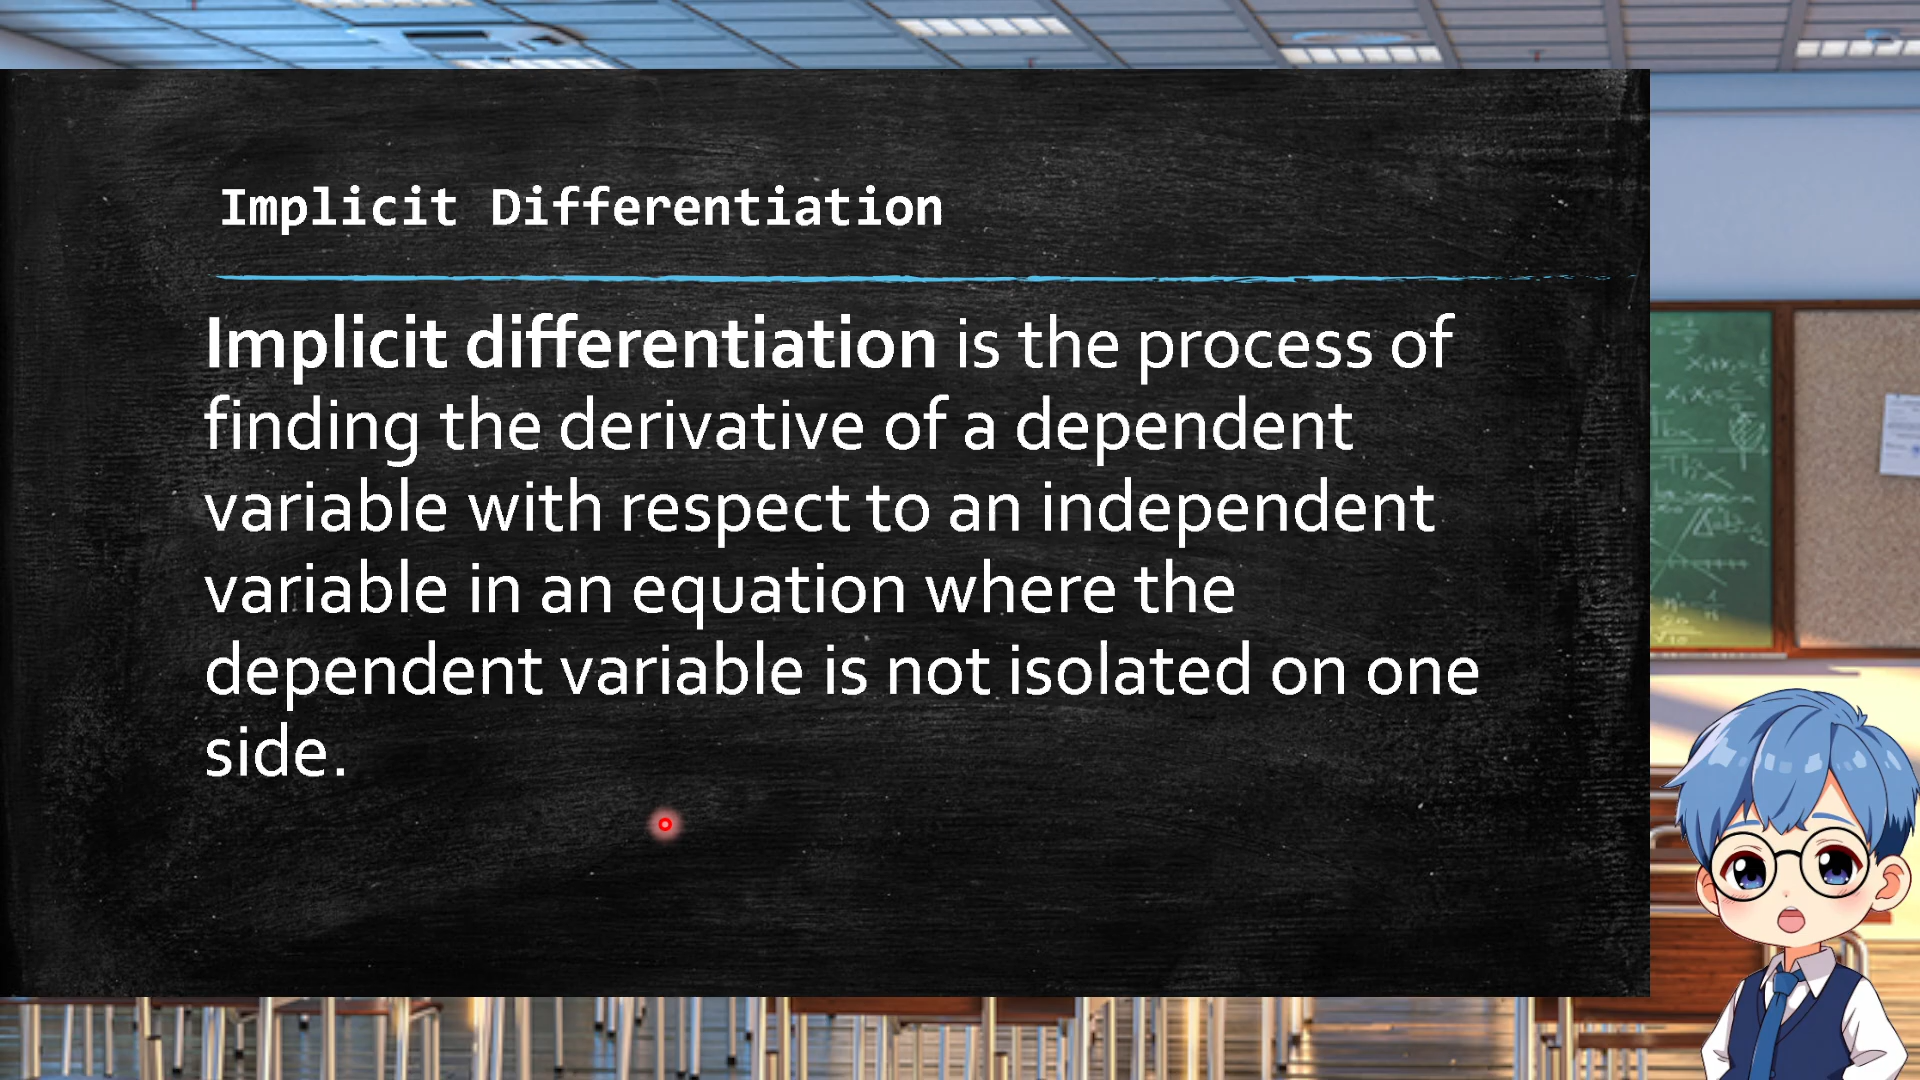 Implicit Differentiation
Implicit differentiation is the process of
finding the derivative of a dependent
variable with respect to an independent
variable in an equation where the
dependent variable is not isolated on one
side.